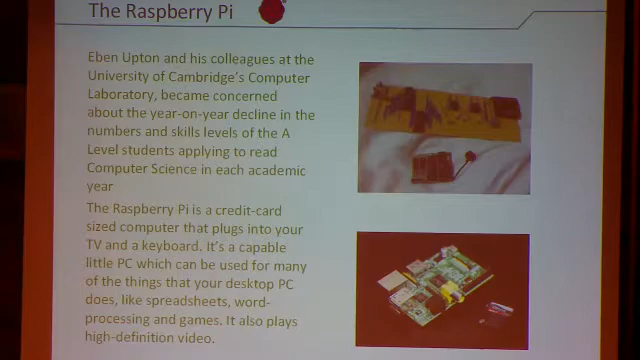 The Raspberry Pi
Eben Upton and his colleagues at the
University of Cambridge's Computer
Laboratory, became concerned
about the year-on-year decline in the
numbers and skills levels of the A
Level students applying to read
Computer Science in each academic
year
The Raspberry Pi is a credit-card
sized computer that plugs into your
TV and a keyboard. It's a capable
little PC which can be used for many
of the things that your desktop PC
does, like spreadsheets, word-
processing and games. It also plays
high-definition video.